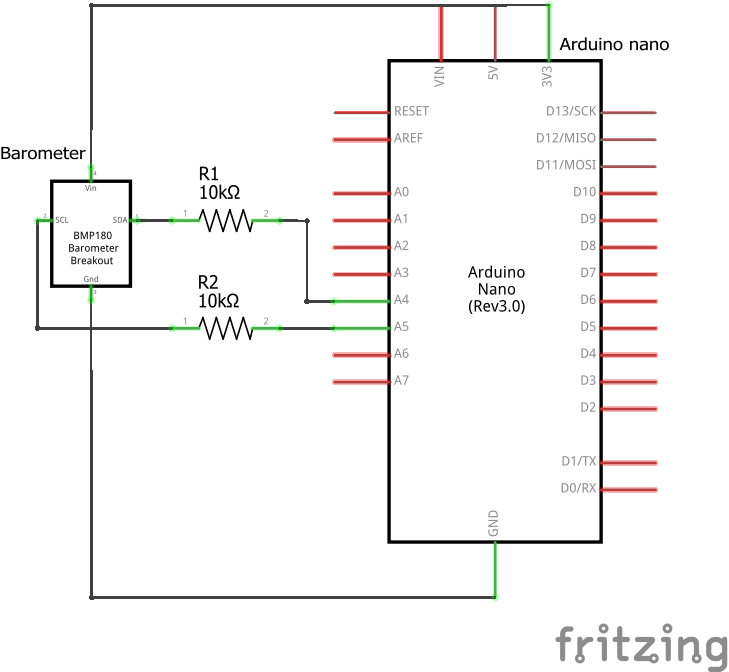 Arduino nano
VIN
5V
3V3
RESET
AREF
A0
A1
A2
A3
A4
A5
A6
A7
D13/SCK
D12/MISO
D11/MOSI
D10
D9
D8
D7
D6
D5
D4
D3
D2
D1/TX
D0/RX
GND
Arduino
Nano
(Rev3.0)
Barometer
Vin
SCL
SDA
BMP180
Barometer
Breakout
Gnd
R1
10kΩ
1 2
R2
10kΩ
1 2
fritzing